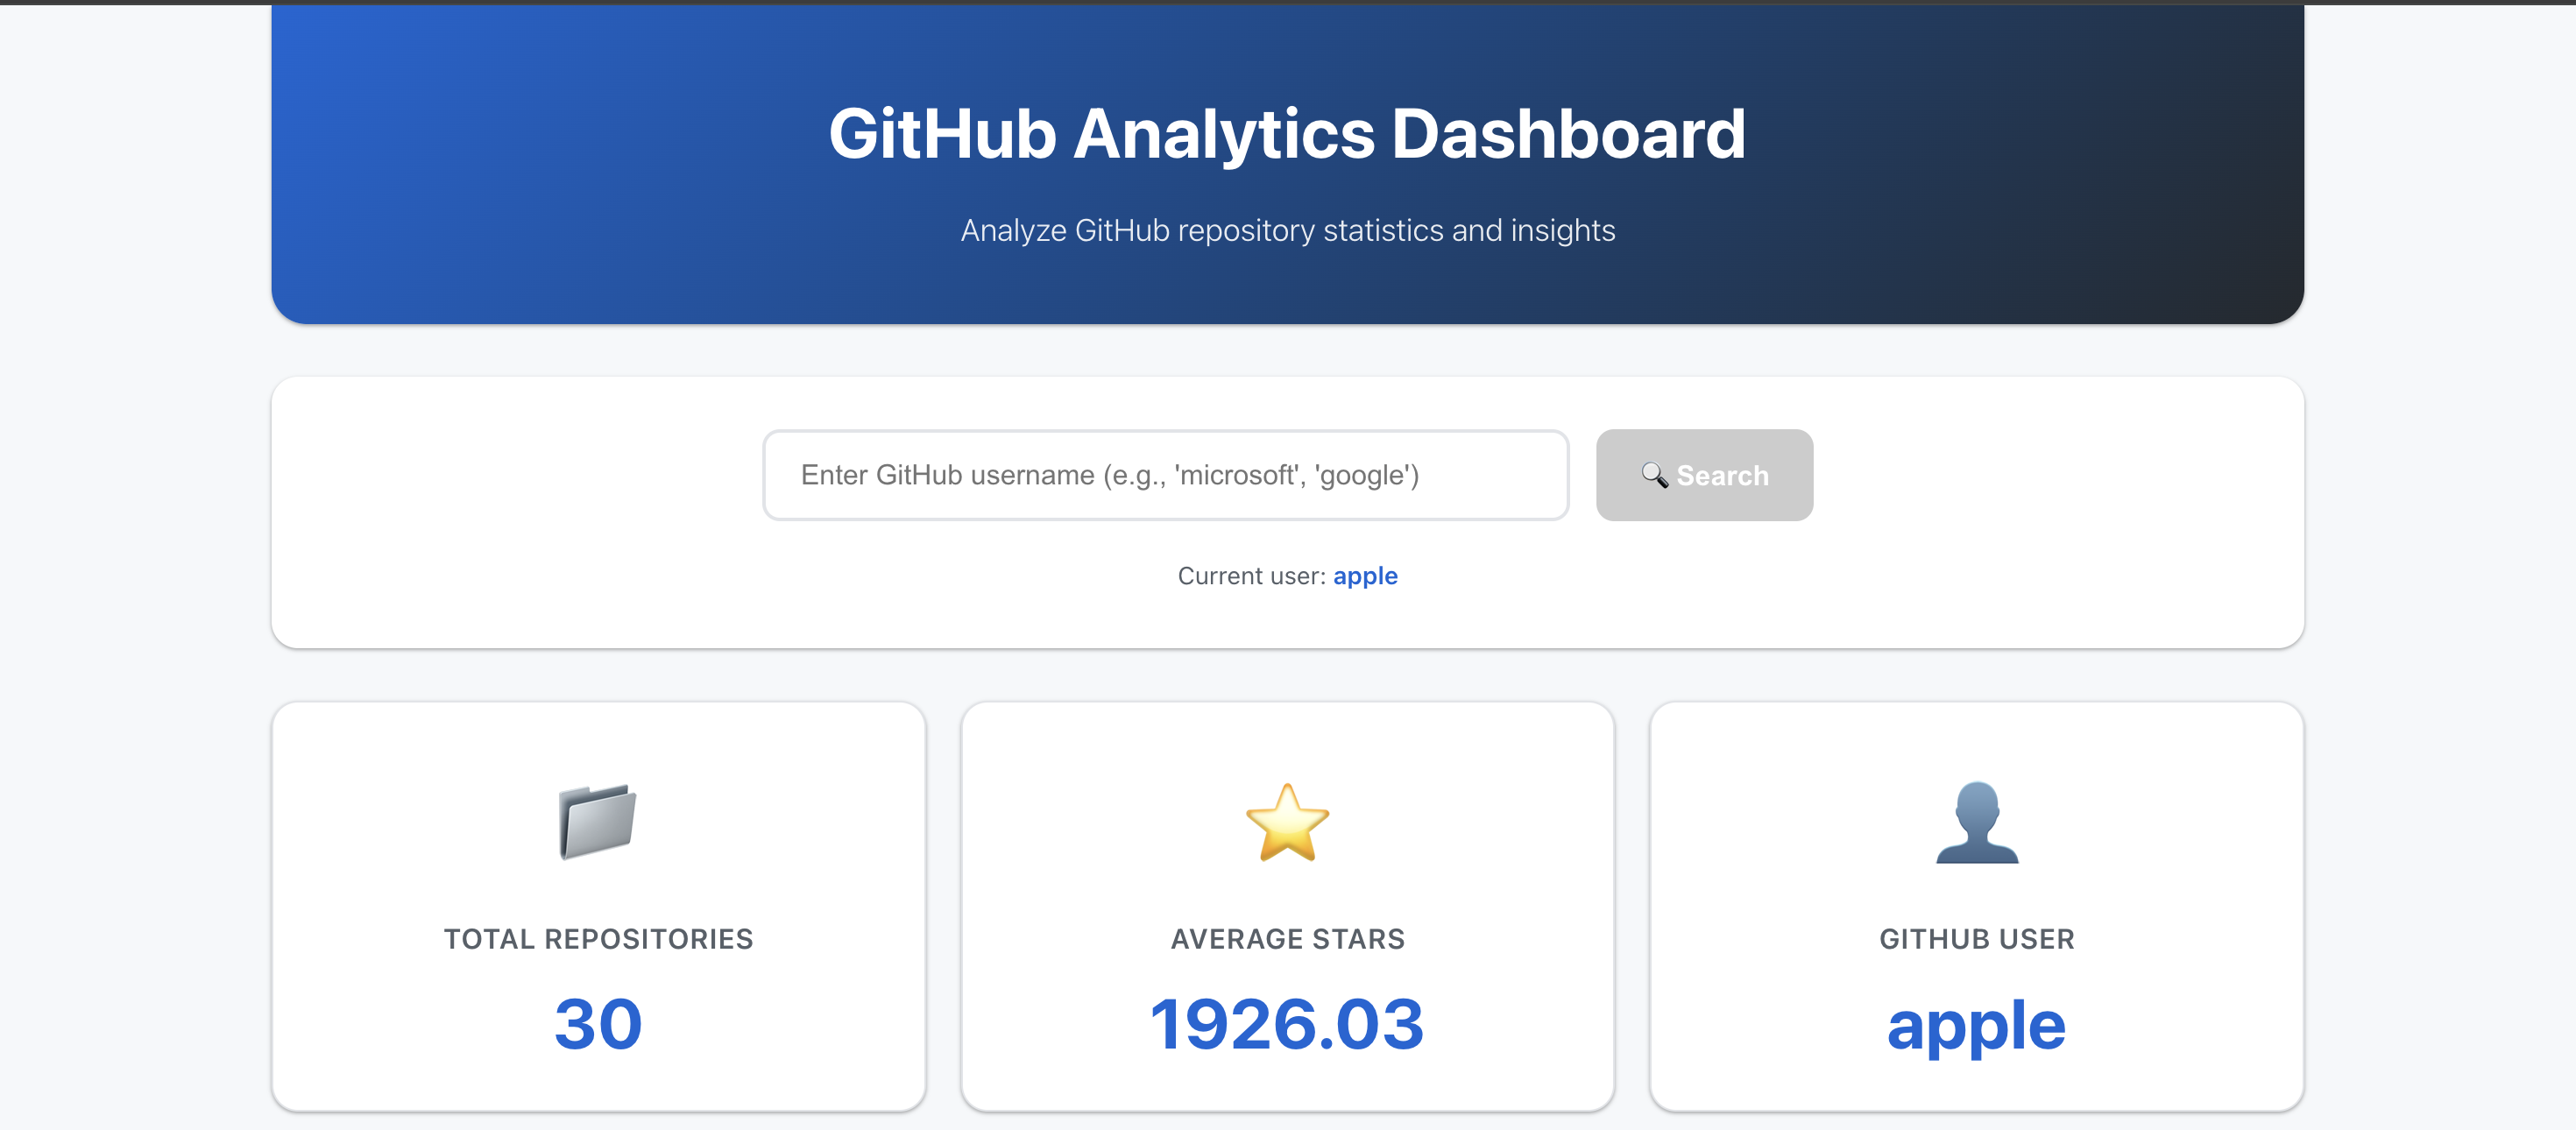 GitHub Analytics Dashboard
Analyze GitHub repository statistics and insights
Enter GitHub username (e.g., 'microsoft', 'google')
🔍 Search
Current user: apple
TOTAL REPOSITORIES
30
AVERAGE STARS
1926.03
GITHUB USER
apple